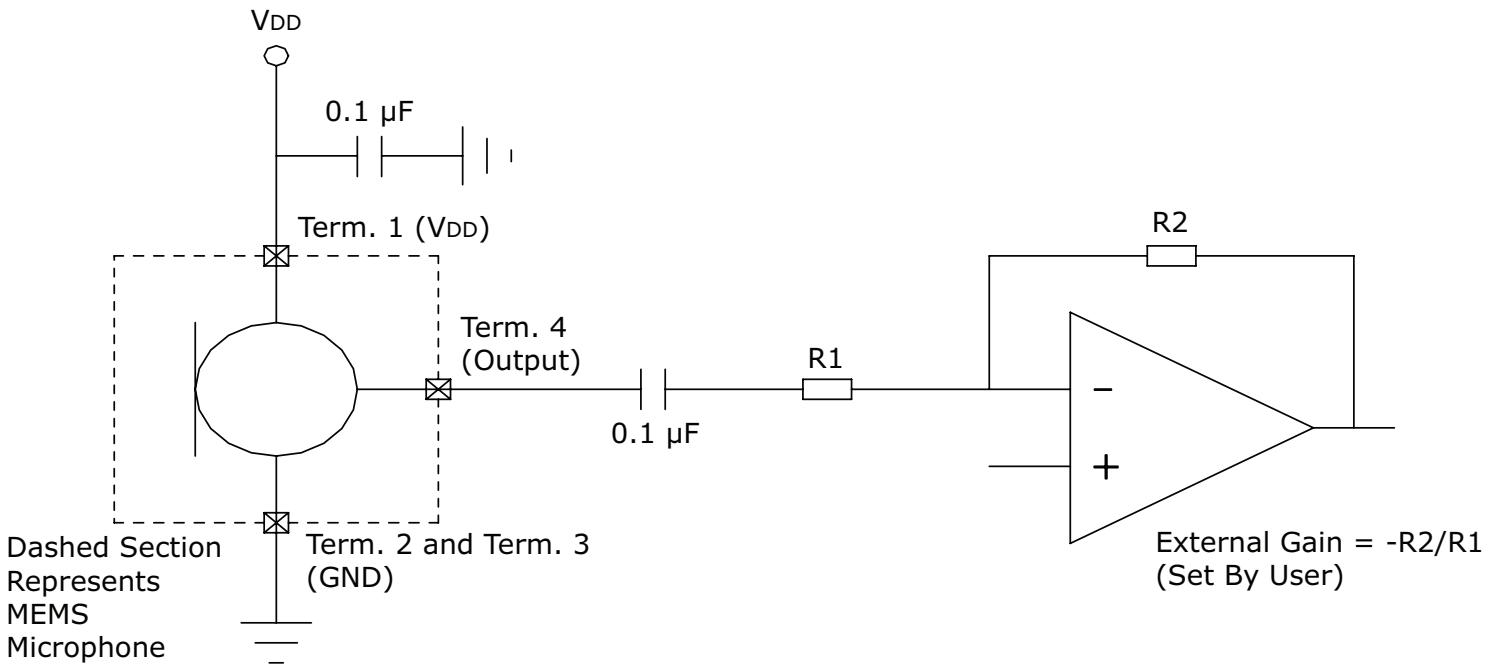 VDD
0.1 µF
Term. 1 (VDD)
R2
Term. 4
(Output)
R1
0.1 µF
−
+
Term. 2 and Term. 3
(GND)
Dashed Section
Represents
MEMS
Microphone
External Gain = -R2/R1
(Set By User)